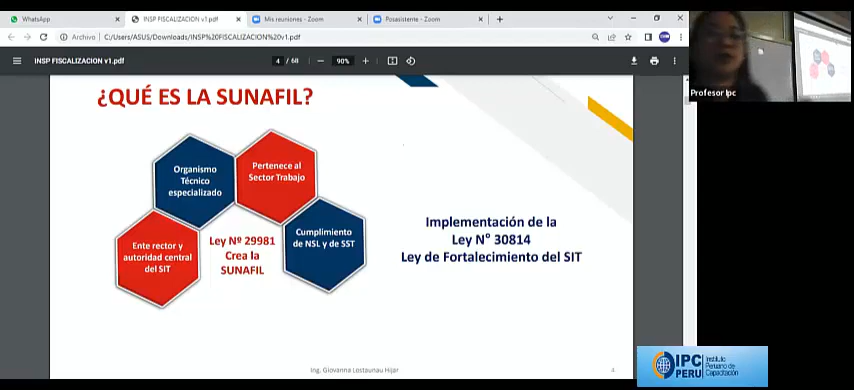 WhatsApp
INSP FISCALIZACION v1.pdf
Mis reuniones - Zoom
Posasistente - Zoom
Archivo
C:/Users/ASUS/Downloads/INSP%20FISCALIZACION%20v1.pdf
INSP FISCALIZACION v1.pdf
4 / 68
90%
Profesor Ipc
¿QUÉ ES LA SUNAFIL?
Organismo
Técnico
especializado
Pertenece al
Sector Trabajo
Ente rector y
autoridad central
del SIT
Ley Nº 29981
Crea la
SUNAFIL
Cumplimiento
de NSL y de SST
Implementación de la
Ley N° 30814
Ley de Fortalecimiento del SIT
Ing. Giovanna Lostaunau Hijar
4
IPC
PERU
Instituto
Peruano de
Capacitación